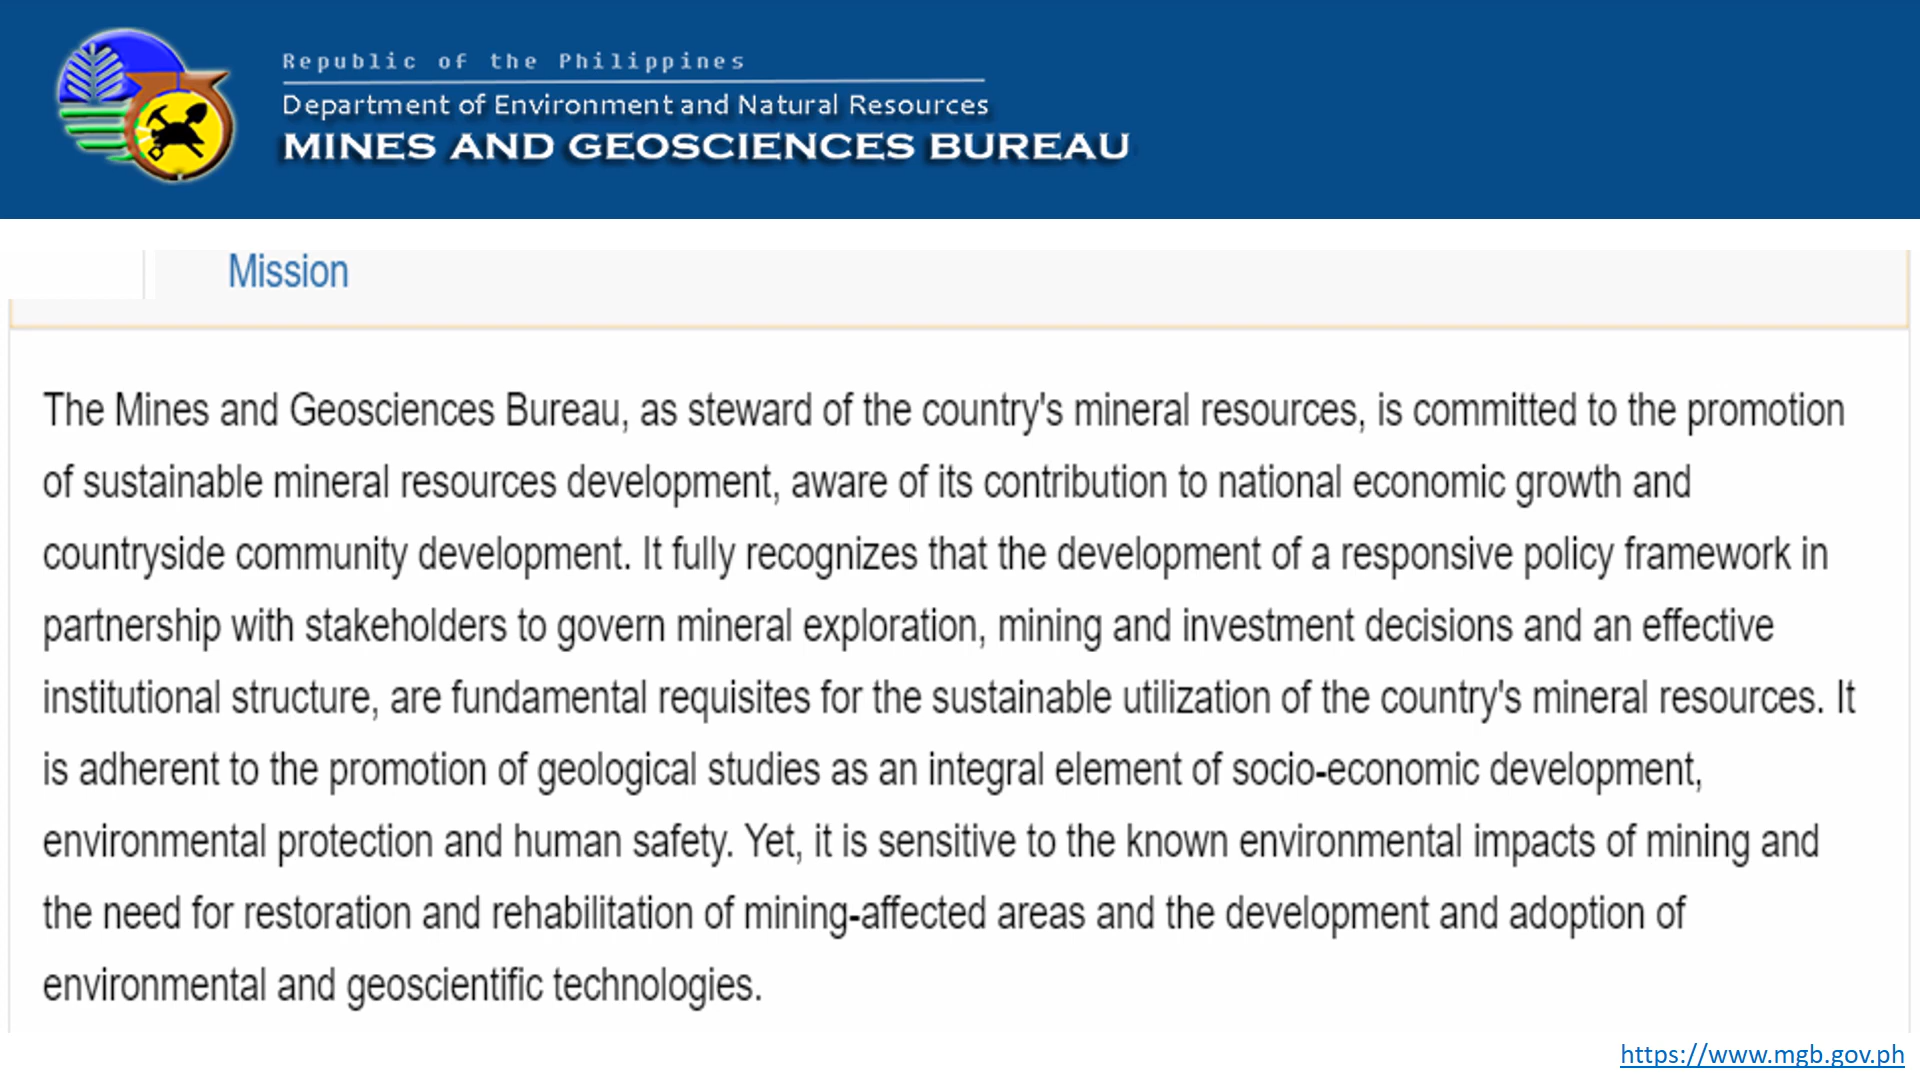 Republic of the Philippines
Department of Environment and Natural Resources
MINES AND GEOSCIENCES BUREAU
Mission
The Mines and Geosciences Bureau, as steward of the country's mineral resources, is committed to the promotion
of sustainable mineral resources development, aware of its contribution to national economic growth and
countryside community development. It fully recognizes that the development of a responsive policy framework in
partnership with stakeholders to govern mineral exploration, mining and investment decisions and an effective
institutional structure, are fundamental requisites for the sustainable utilization of the country's mineral resources. It
is adherent to the promotion of geological studies as an integral element of socio-economic development,
environmental protection and human safety. Yet, it is sensitive to the known environmental impacts of mining and
the need for restoration and rehabilitation of mining-affected areas and the development and adoption of
environmental and geoscientific technologies.
https://www.mgb.gov.ph